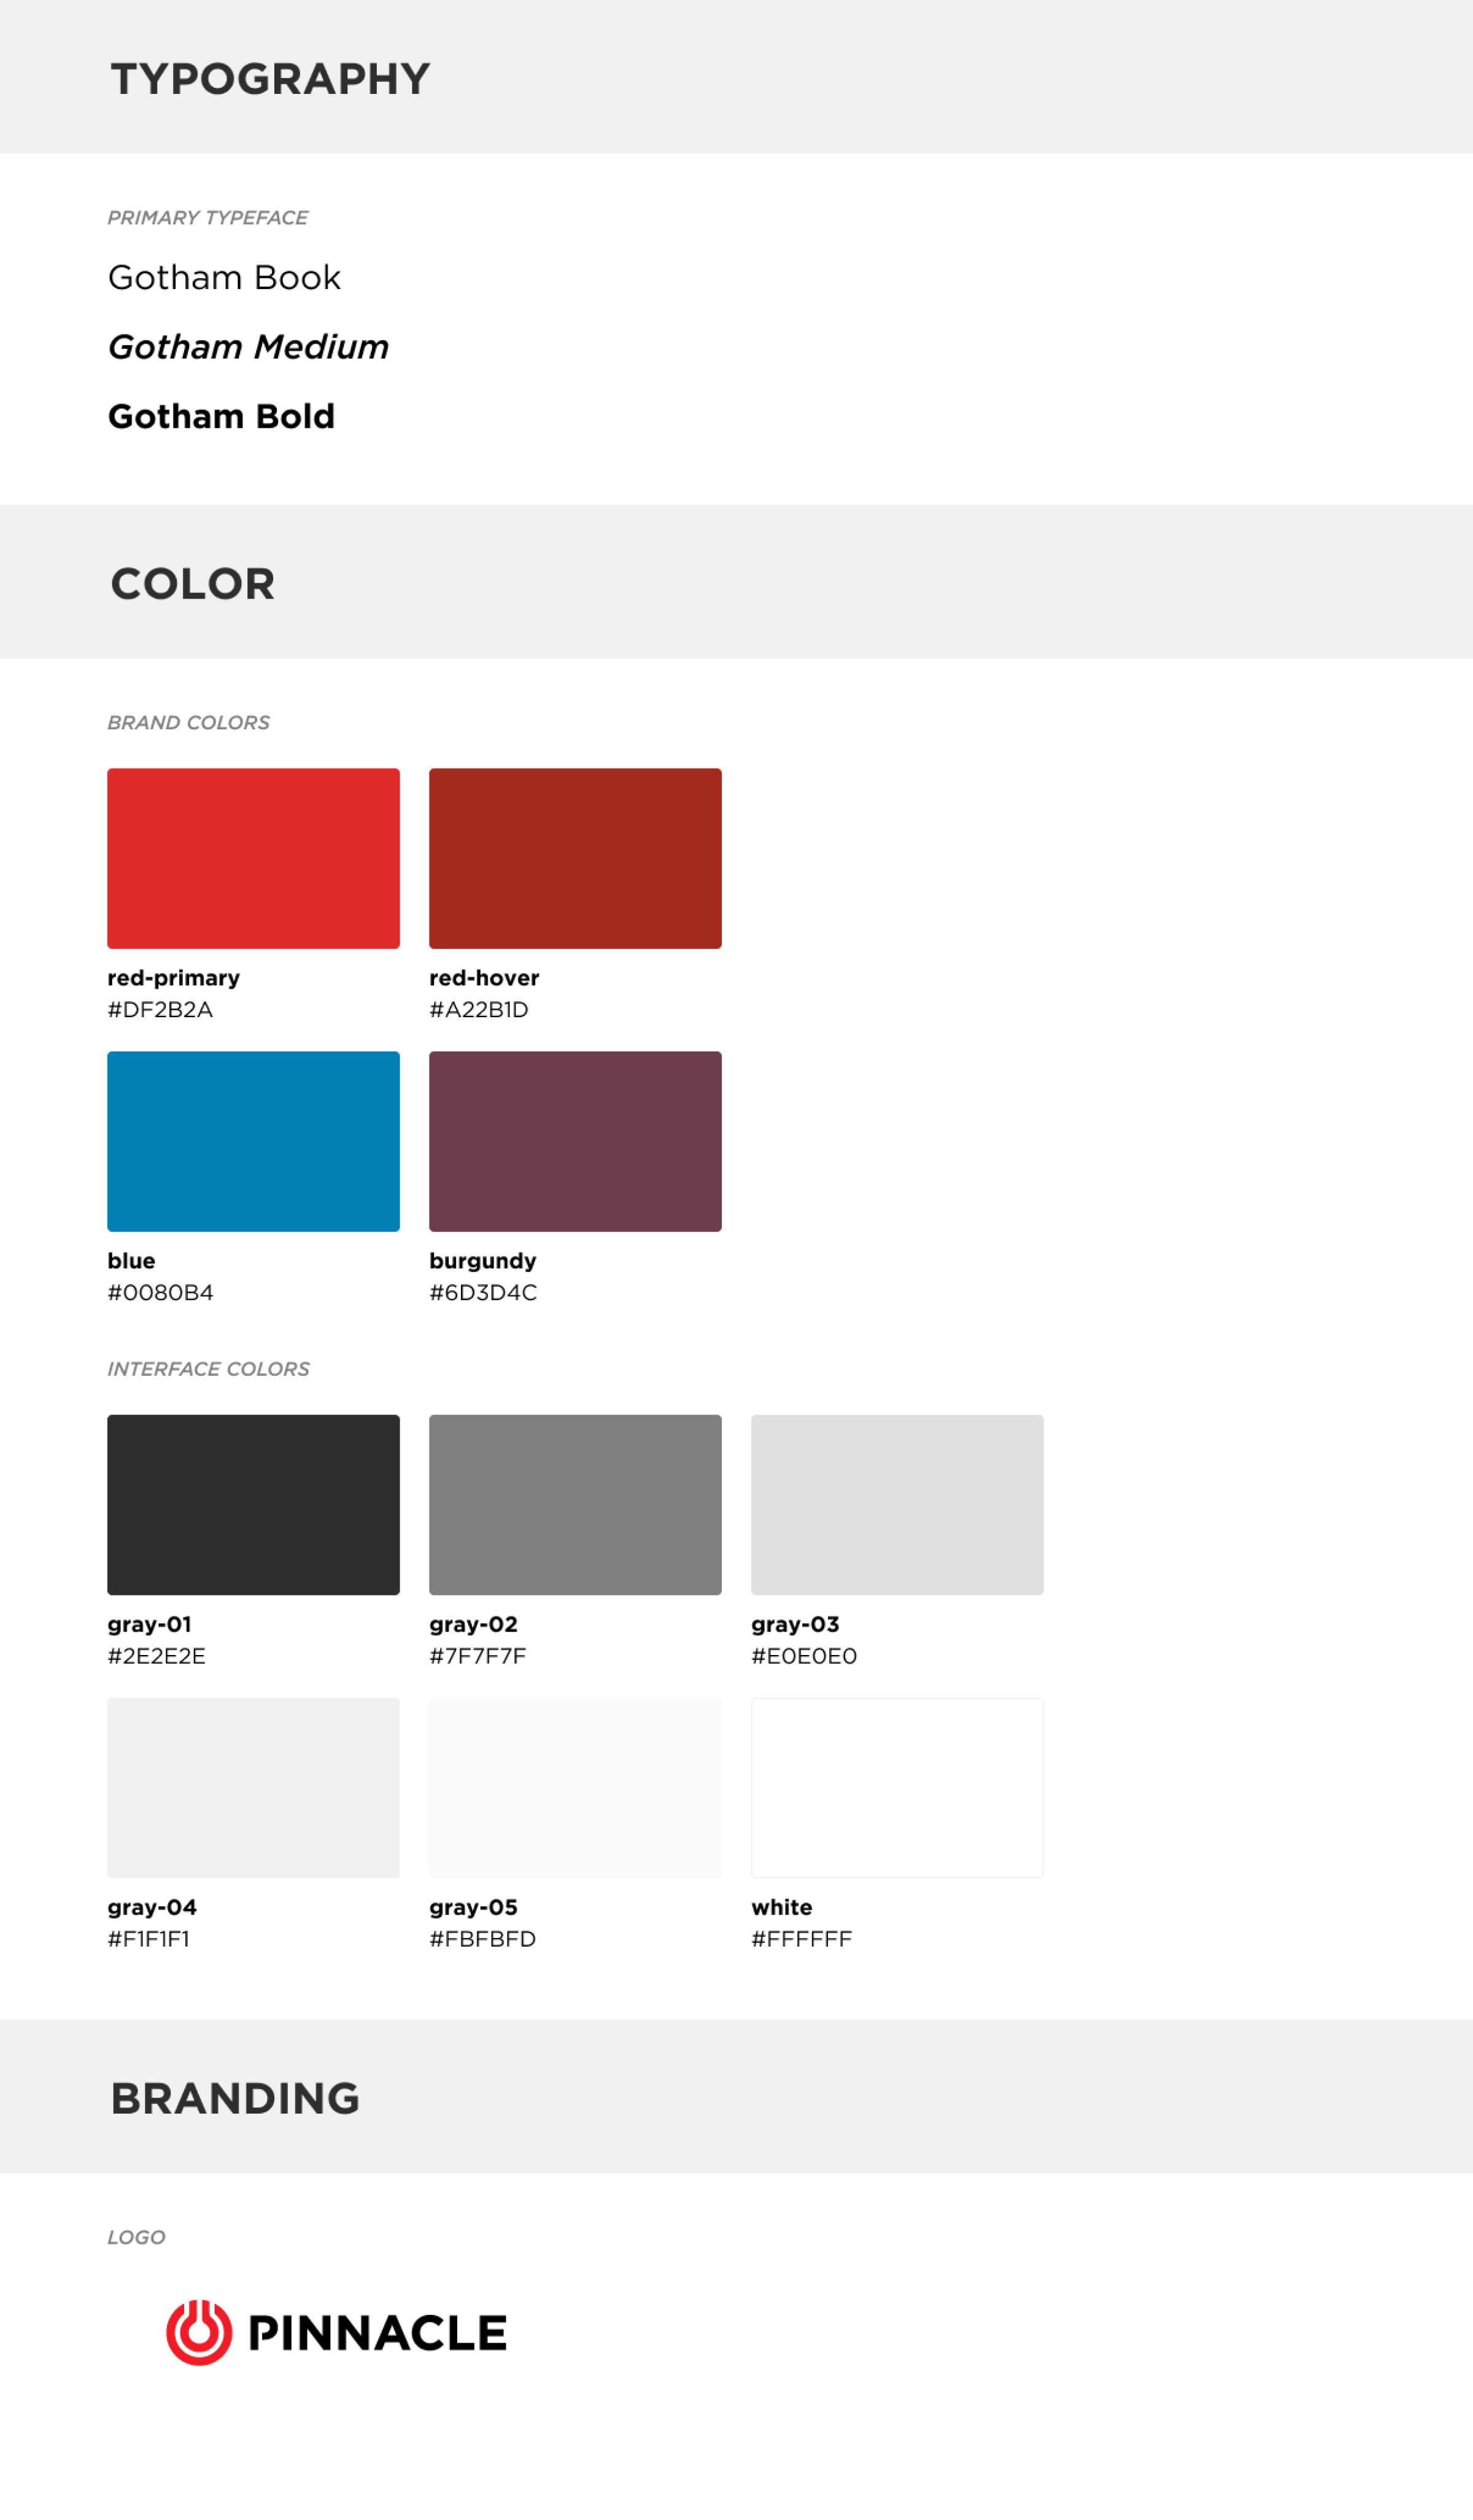 TYPOGRAPHY
PRIMARY TYPEFACE
Gotham Book
Gotham Medium
Gotham Bold
COLOR
BRAND COLORS
red-primary
#DF2B2A
red-hover
#A22B1D
blue
#0080B4
burgundy
#6D3D4C
INTERFACE COLORS
gray-01
#2E2E2E
gray-02
#7F7F7F
gray-03
#E0E0E0
gray-04
#F1F1F1
gray-05
#FBFBFD
white
#FFFFFF
BRANDING
LOGO
PINNACLE